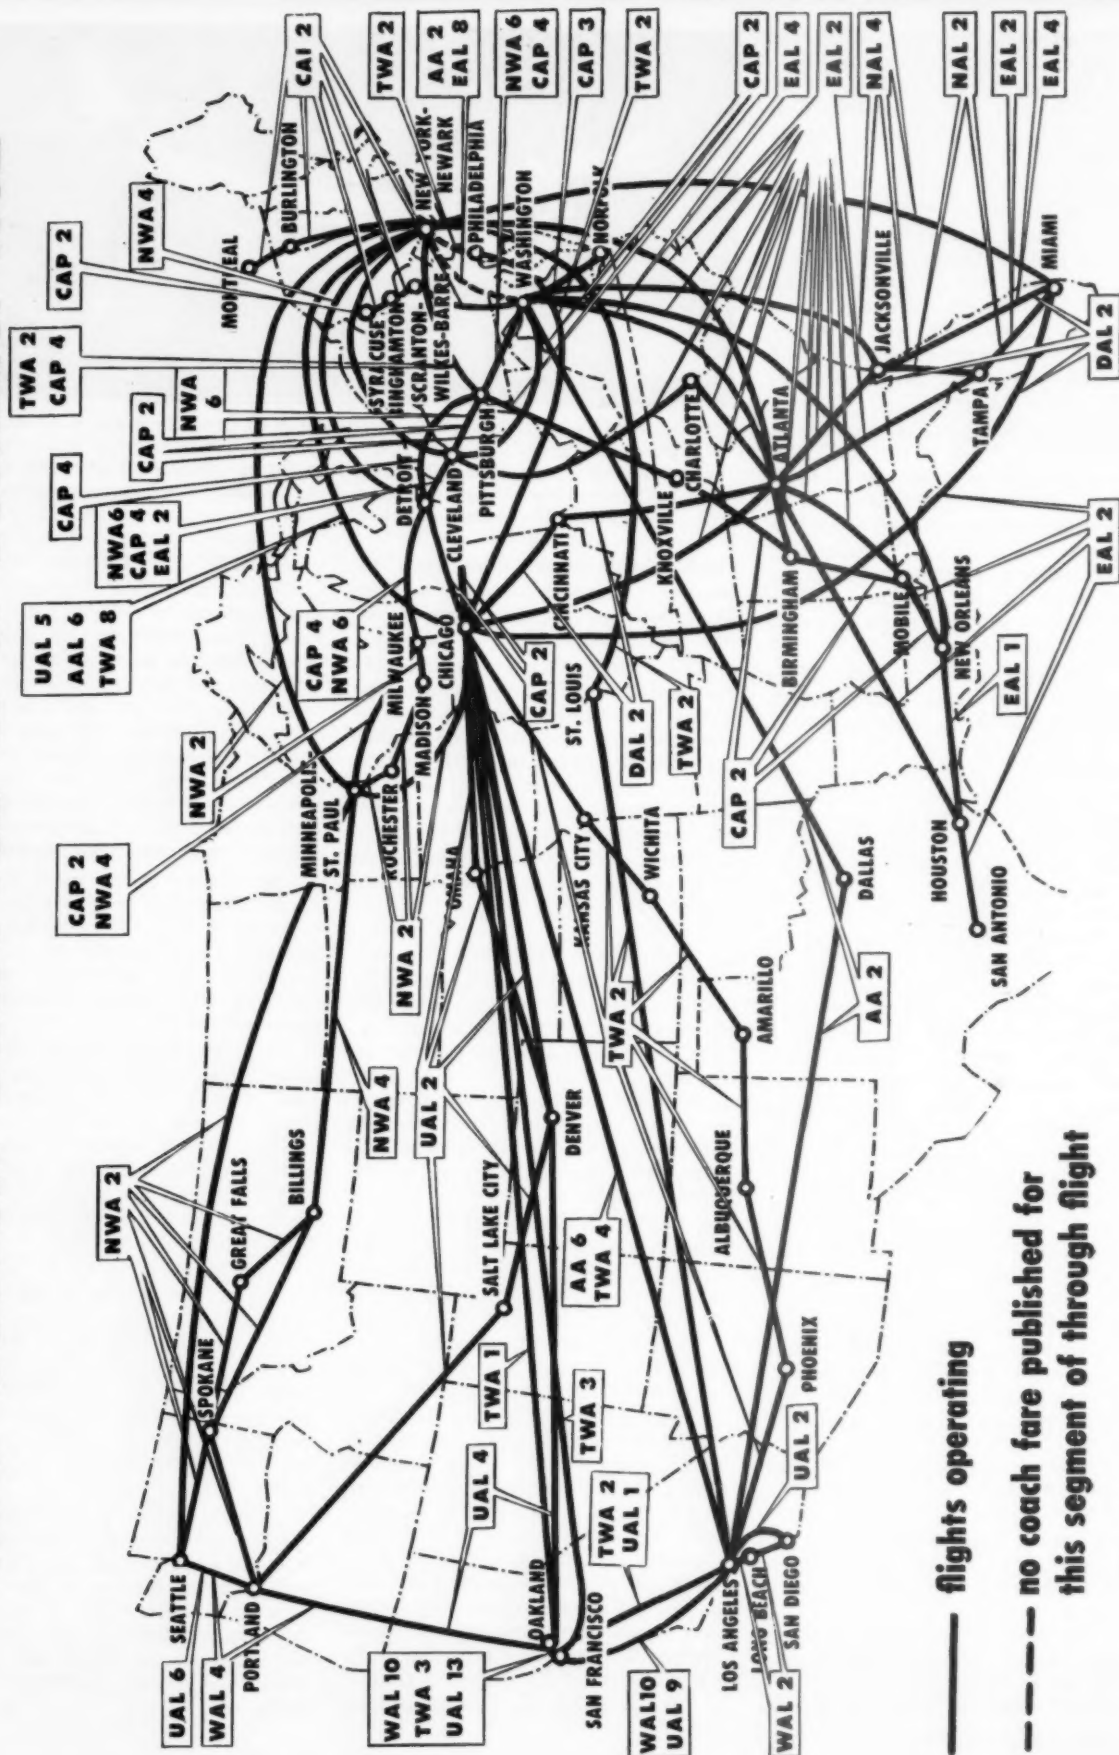 TWA 2
CAP 4
UAL 5
AAL 6
TWA 8
CAP 4
CAP 2
CAP 2
NWA 4
CAP 2
NWA 4
NWA 2
NWA6
CAP 4
EAL 2
CAP 2
NWA
6
NWA 2
UAL 6
WAL 4
SEATTLE
SPOKANE
GREAT FALLS
BILLINGS
PORTLAND
MINNEAPOLIS
ST. PAUL
ROCHESTER
MADISON
MILWAUKEE
CHICAGO
CAP 4
NWA 6
MONTREAL
BURLINGTON
CAI 2
TWA 2
AA 2
EAL 8
NWA 6
CAP 4
CAP 3
TWA 2
SYRACUSE
BINGHAMTON
SCRANTON-
WILKES-BARRE
NEW YORK-
NEWARK
PHILADELPHIA
WASHINGTON
NORFOLK
DETROIT
CLEVELAND
PITTSBURGH
NWA 4
NWA 2
UAL 2
OMAHA
WAL 10
TWA 3
UAL 13
UAL 4
TWA 1
SALT LAKE CITY
DENVER
OAKLAND
SAN FRANCISCO
TWA 3
AA 6
TWA 4
TWA 2
UAL 1
WAL10
UAL 9
CAP 2
CINCINNATI
ST. LOUIS
DAL 2
TWA 2
KANSAS CITY
WICHITA
TWA 2
AMARILLO
ALBUQUERQUE
PHOENIX
LOS ANGELES
LONG BEACH
SAN DIEGO
UAL 2
WAL 2
KNOXVILLE
CHARLOTTE
ATLANTA
BIRMINGHAM
CAP 2
EAL 4
EAL 2
NAL 4
NAL 2
EAL 2
EAL 4
CAP 2
DALLAS
AA 2
HOUSTON
SAN ANTONIO
MOBILE
NEW ORLEANS
EAL 1
JACKSONVILLE
TAMPA
MIAMI
DAL 2
EAL 2
flights operating
no coach fare published for
this segment of through flight